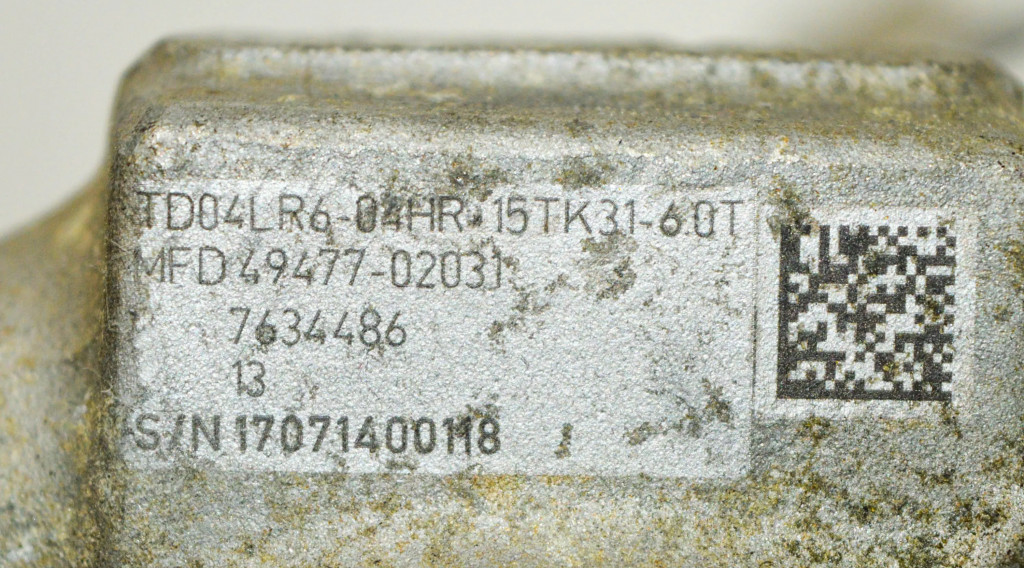 TD04LR6-04HR-15TK31-6.0T
MFD 49477-02031
7634486
13
S/N 17071400118